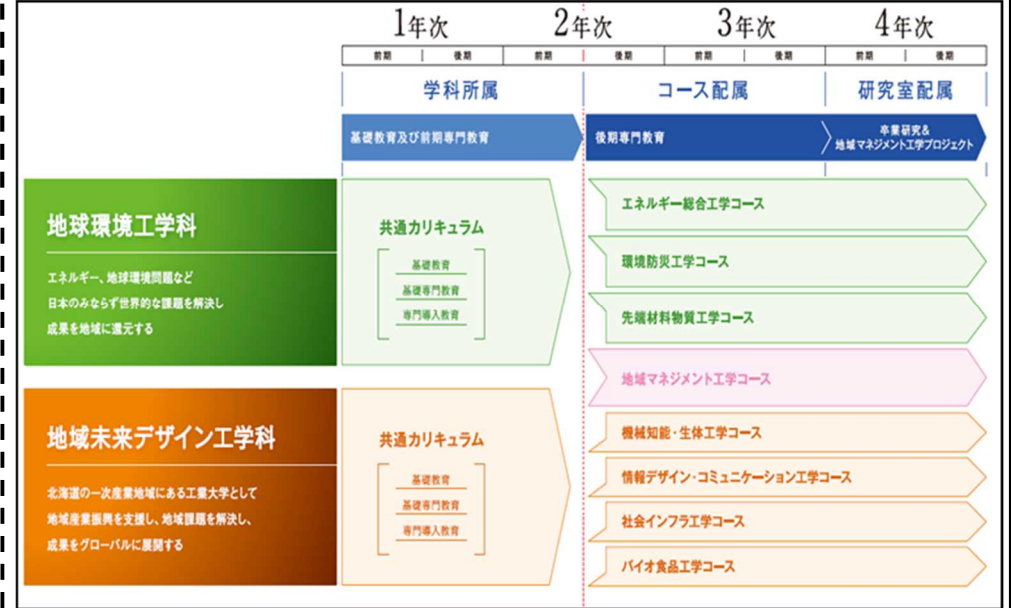 1年次 2年次 3年次 4年次
前期 後期 前期 後期 前期 後期 前期 後期
学科所属 コース配属 研究室配属
基礎教育及び前期専門教育 後期専門教育
卒業研究&
地域マネジメント工学プロジェクト
地球環境工学科
エネルギー、地球環境問題など
日本のみならず世界的な課題を解決し
成果を地域に還元する
共通カリキュラム
基礎教育
基礎専門教育
専門導入教育
エネルギー総合工学コース
環境防災工学コース
先端材料物質工学コース
地域マネジメント工学コース
地域未来デザイン工学科
北海道の一次産業地域にある工業大学として
地域産業振興を支援し、地域課題を解決し、
成果をグローバルに展開する
共通カリキュラム
基礎教育
基礎専門教育
専門導入教育
機械知能・生体工学コース
情報デザイン・コミュニケーション工学コース
社会インフラ工学コース
バイオ食品工学コース